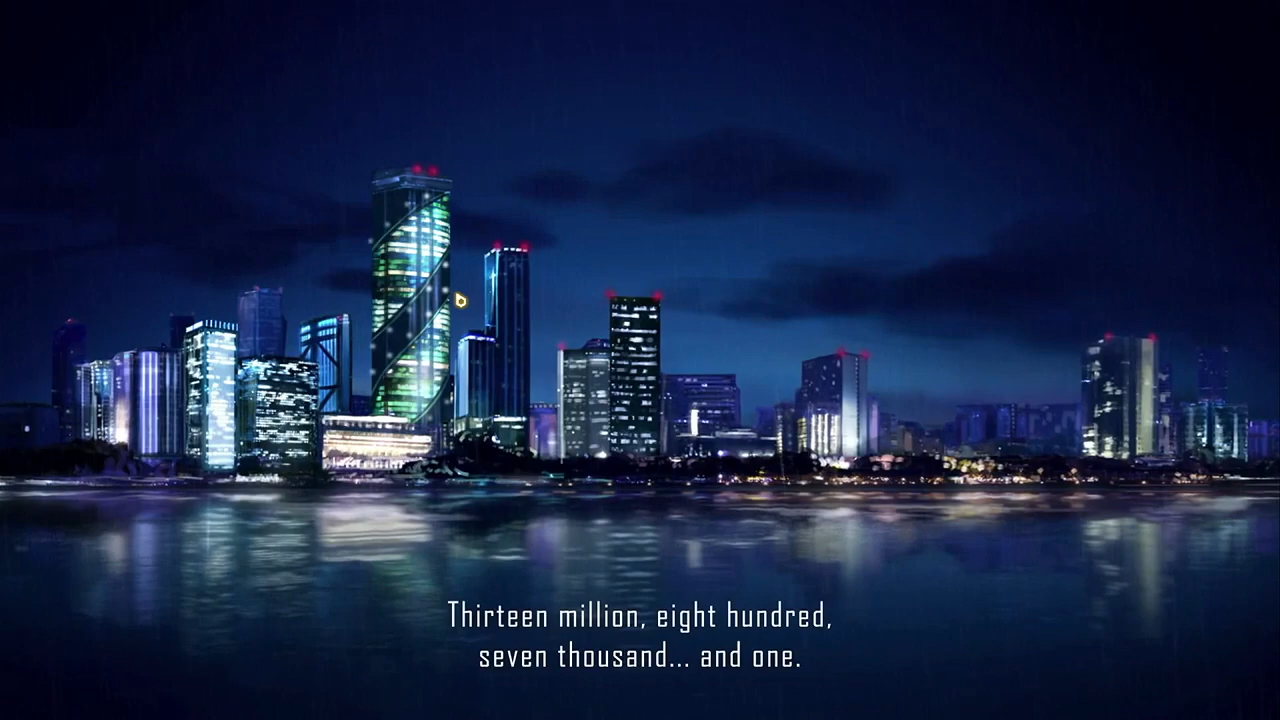 Thirteen million, eight hundred,
seven thousand... and one.